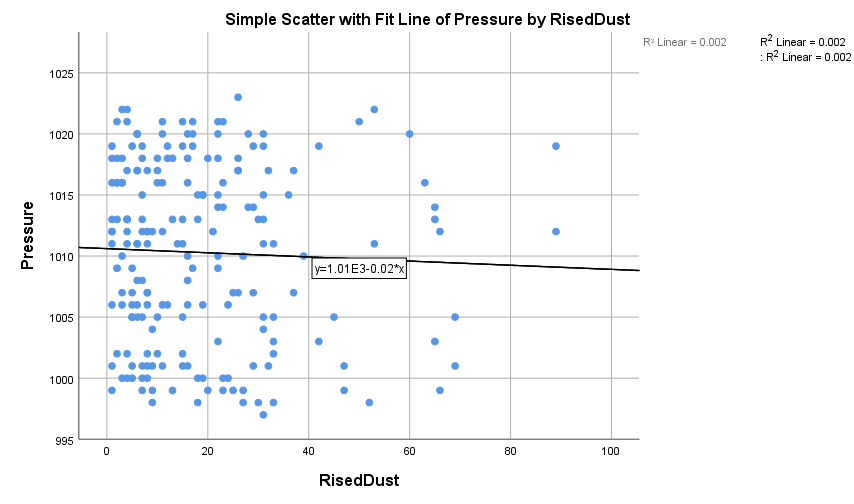 Simple Scatter with Fit Line of Pressure by RisedDust
R² Linear = 0.002
R² Linear = 0.002
: R² Linear = 0.002
1025
1020
1015
1010
1005
1000
995
Pressure
y=1.01E3-0.02*x
0 20 40 60 80 100
RisedDust